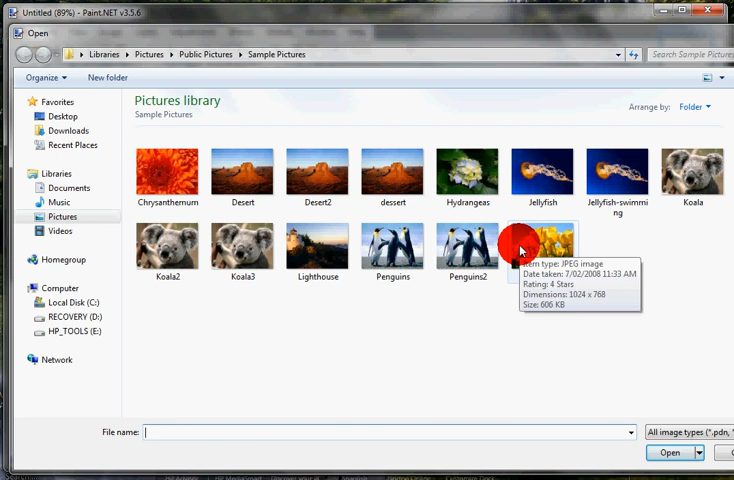 Untitled (89%) - Paint.NET v3.5.6
Open
Libraries Pictures Public Pictures Sample Pictures
Search Sample Pictures
Organize New folder
Pictures library
Sample Pictures
Arrange by: Folder
Favorites
Desktop
Downloads
Recent Places
Libraries
Documents
Music
Pictures
Videos
Homegroup
Computer
Local Disk (C:)
RECOVERY (D:)
HP_TOOLS (E:)
Network
Chrysanthemum Desert Desert2 dessert Hydrangeas Jellyfish Jellyfish-swimmi Koala
ng
Koala2 Koala3 Lighthouse Penguins Penguins2
Item type: JPEG image
Date taken: 7/02/2008 11:33 AM
Rating: 4 Stars
Dimensions: 1024 x 768
Size: 606 KB
File name: All image types (*.pdn,
Open